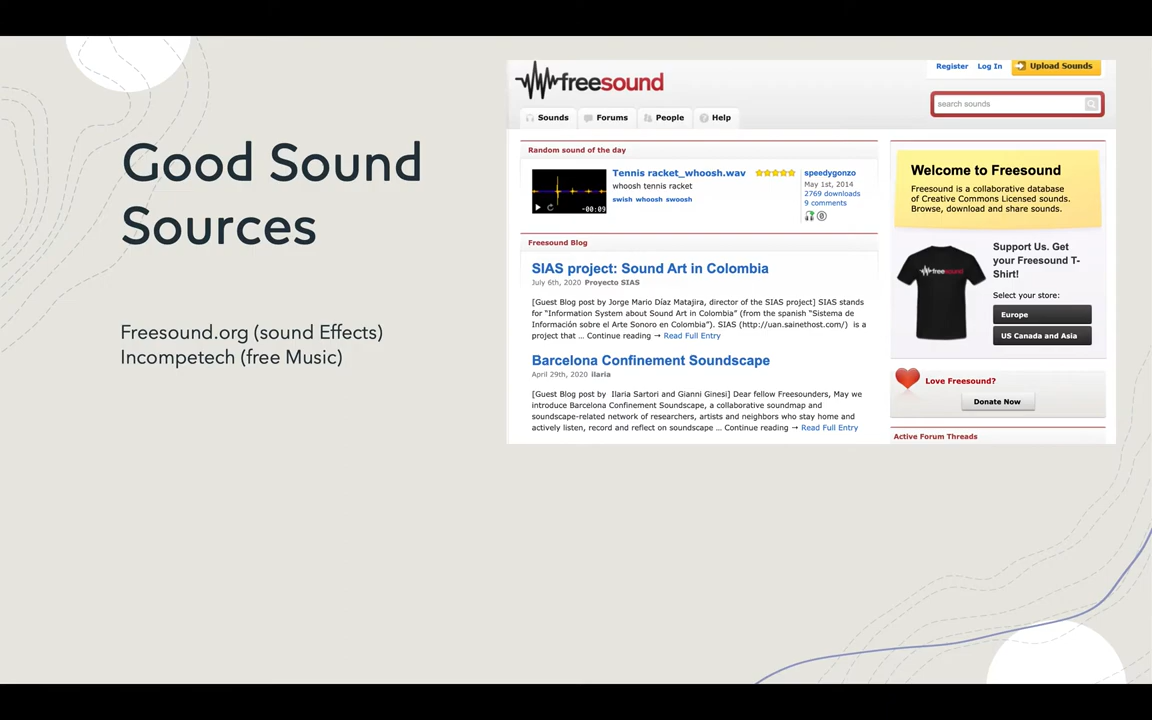 Good Sound
Sources
Freesound.org (sound Effects)
Incompetech (free Music)
freesound
Register Log In Upload Sounds
search sounds
Sounds Forums People Help
Random sound of the day
-00:09
Tennis racket_whoosh.wav
whoosh tennis racket
swish whoosh swoosh
speedygonzo
May 1st, 2014
2769 downloads
9 comments
Freesound Blog
SIAS project: Sound Art in Colombia
July 6th, 2020 Proyecto SIAS
[Guest Blog post by Jorge Mario Díaz Matajira, director of the SIAS project] SIAS stands
for “Information System about Sound Art in Colombia” (from the spanish “Sistema de
Información sobre el Arte Sonoro en Colombia”). SIAS (http://uan.sainethost.com/) is a
project that ... Continue reading → Read Full Entry
Barcelona Confinement Soundscape
April 29th, 2020 ilaria
[Guest Blog post by Ilaria Sartori and Gianni Ginesi] Dear fellow Freesounders, May we
introduce Barcelona Confinement Soundscape, a collaborative soundmap and
soundscape-related network of researchers, artists and neighbors who stay home and
actively listen, record and reflect on soundscape ... Continue reading → Read Full Entry
Welcome to Freesound
Freesound is a collaborative database
of Creative Commons Licensed sounds.
Browse, download and share sounds.
freesound
Support Us. Get
your Freesound T-
Shirt!
Select your store:
Europe
US Canada and Asia
Love Freesound?
Donate Now
Active Forum Threads